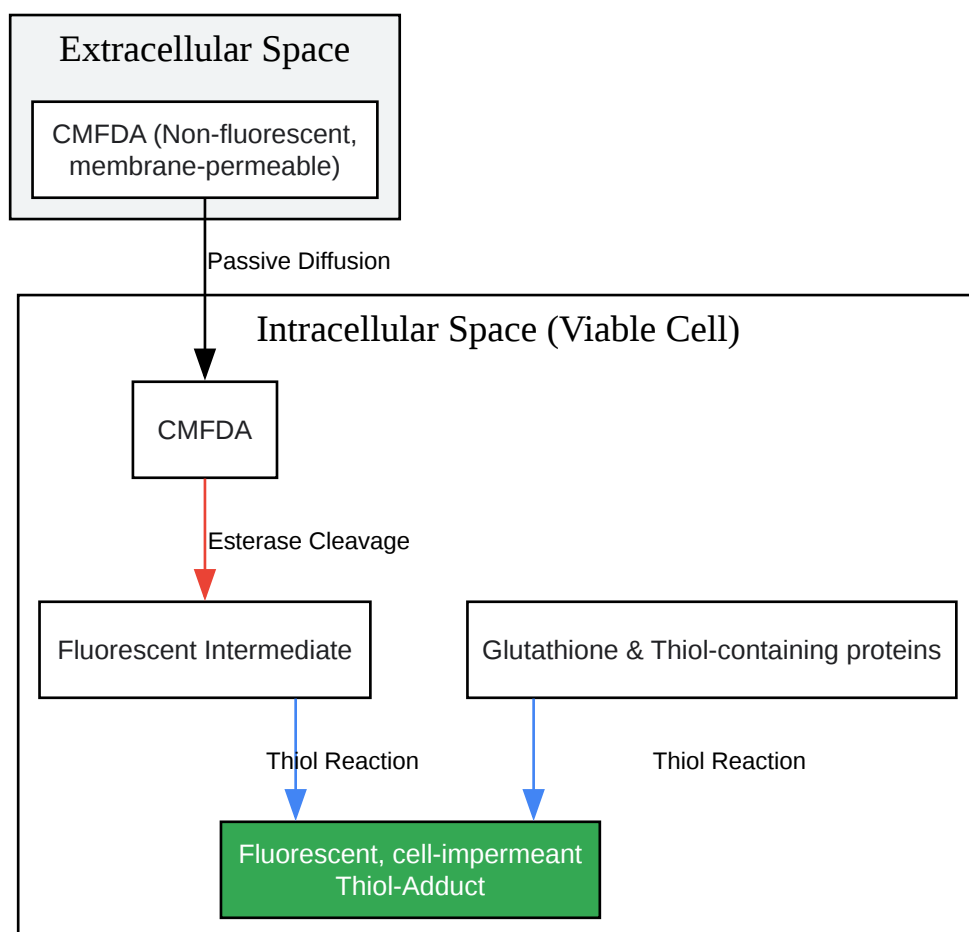 Extracellular Space
CMFDA (Non-fluorescent,
membrane-permeable)
Passive Diffusion
Intracellular Space (Viable Cell)
CMFDA
Esterase Cleavage
Fluorescent Intermediate
Glutathione & Thiol-containing proteins
Thiol Reaction
Thiol Reaction
Fluorescent, cell-impermeant
Thiol-Adduct